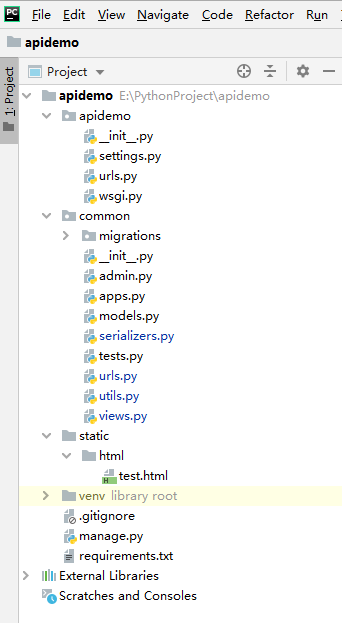 PC File Edit View Navigate Code Refactor Run
apidemo
1: Project
Project
apidemo E:\PythonProject\apidemo
apidemo
__init__.py
settings.py
urls.py
wsgi.py
common
migrations
__init__.py
admin.py
apps.py
models.py
serializers.py
tests.py
urls.py
utils.py
views.py
static
html
test.html
venv library root
.gitignore
manage.py
requirements.txt
External Libraries
Scratches and Consoles